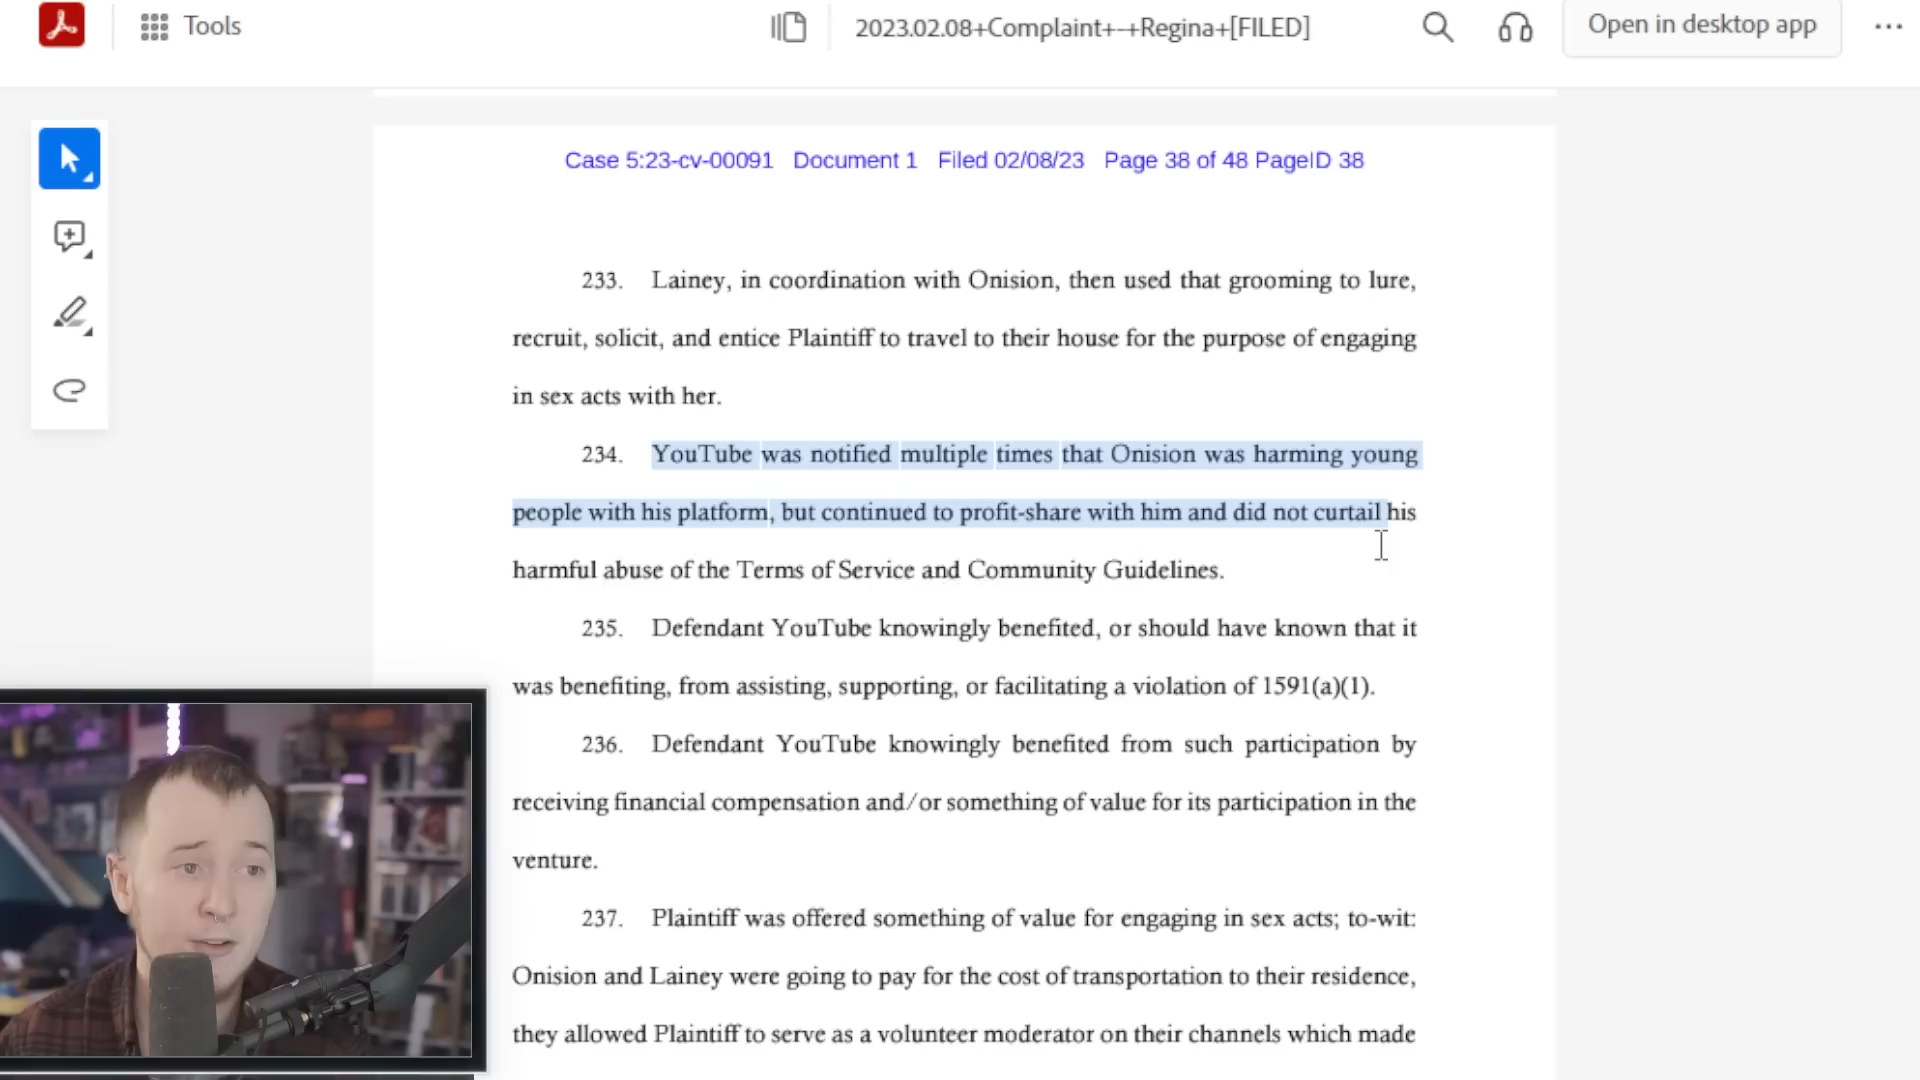 Tools
2023.02.08+Complaint+-+Regina+[FILED]
Open in desktop app
Case 5:23-cv-00091 Document 1 Filed 02/08/23 Page 38 of 48 PageID 38
233. Lainey, in coordination with Onision, then used that grooming to lure,
recruit, solicit, and entice Plaintiff to travel to their house for the purpose of engaging
in sex acts with her.
234. YouTube was notified multiple times that Onision was harming young
people with his platform, but continued to profit-share with him and did not curtail his
harmful abuse of the Terms of Service and Community Guidelines.
235. Defendant YouTube knowingly benefited, or should have known that it
was benefiting, from assisting, supporting, or facilitating a violation of 1591(a)(1).
236. Defendant YouTube knowingly benefited from such participation by
receiving financial compensation and/or something of value for its participation in the
venture.
237. Plaintiff was offered something of value for engaging in sex acts; to-wit:
Onision and Lainey were going to pay for the cost of transportation to their residence,
they allowed Plaintiff to serve as a volunteer moderator on their channels which made